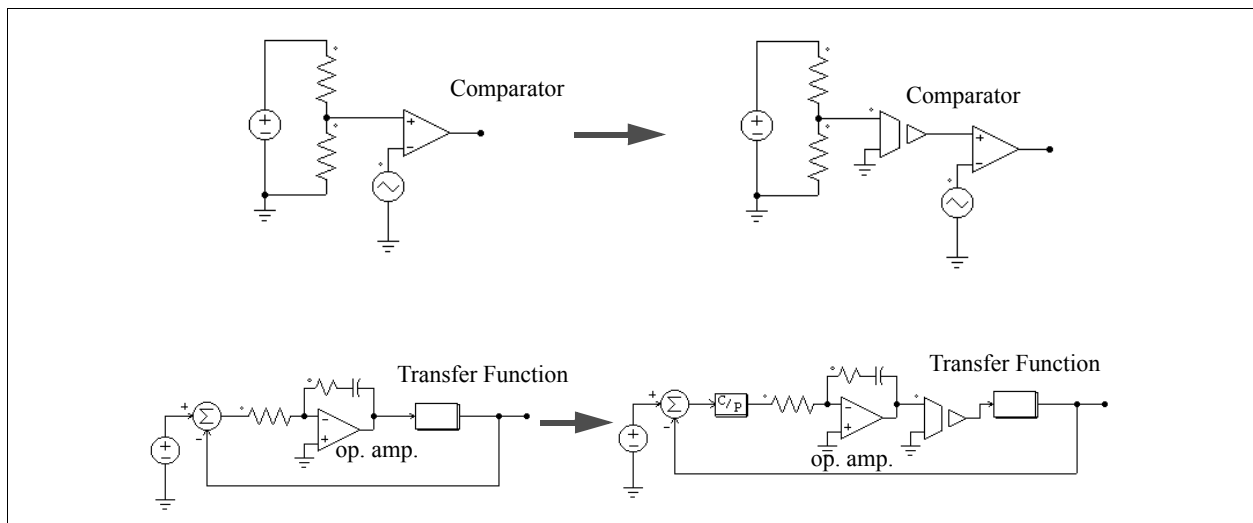 Comparator
Comparator
Transfer Function
Transfer Function
C/P
op. amp.
op. amp.